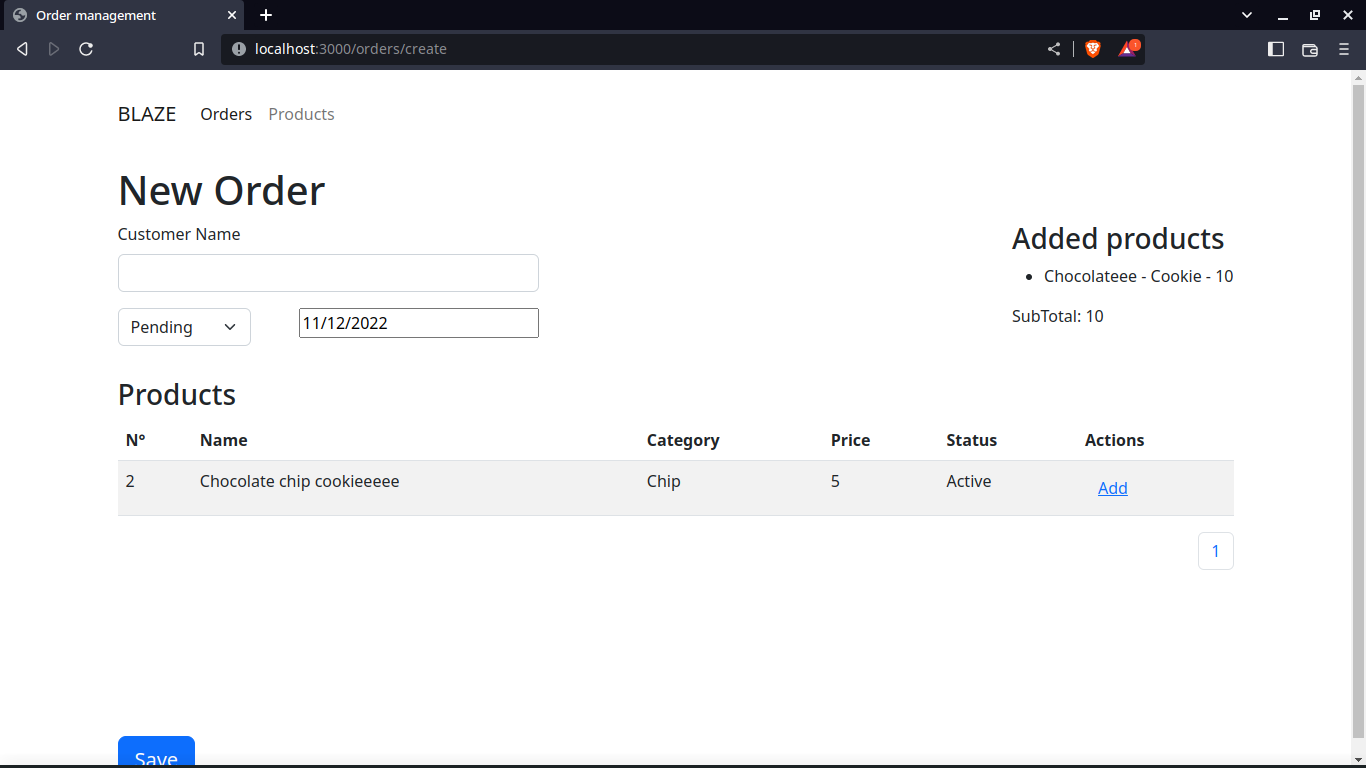 Order management
localhost:3000/orders/create
BLAZE Orders Products
New Order
Customer Name
Pending 11/12/2022
Added products
Chocolateee - Cookie - 10
SubTotal: 10
Products
N° Name Category Price Status Actions
2 Chocolate chip cookieeeee Chip 5 Active Add
1
Save